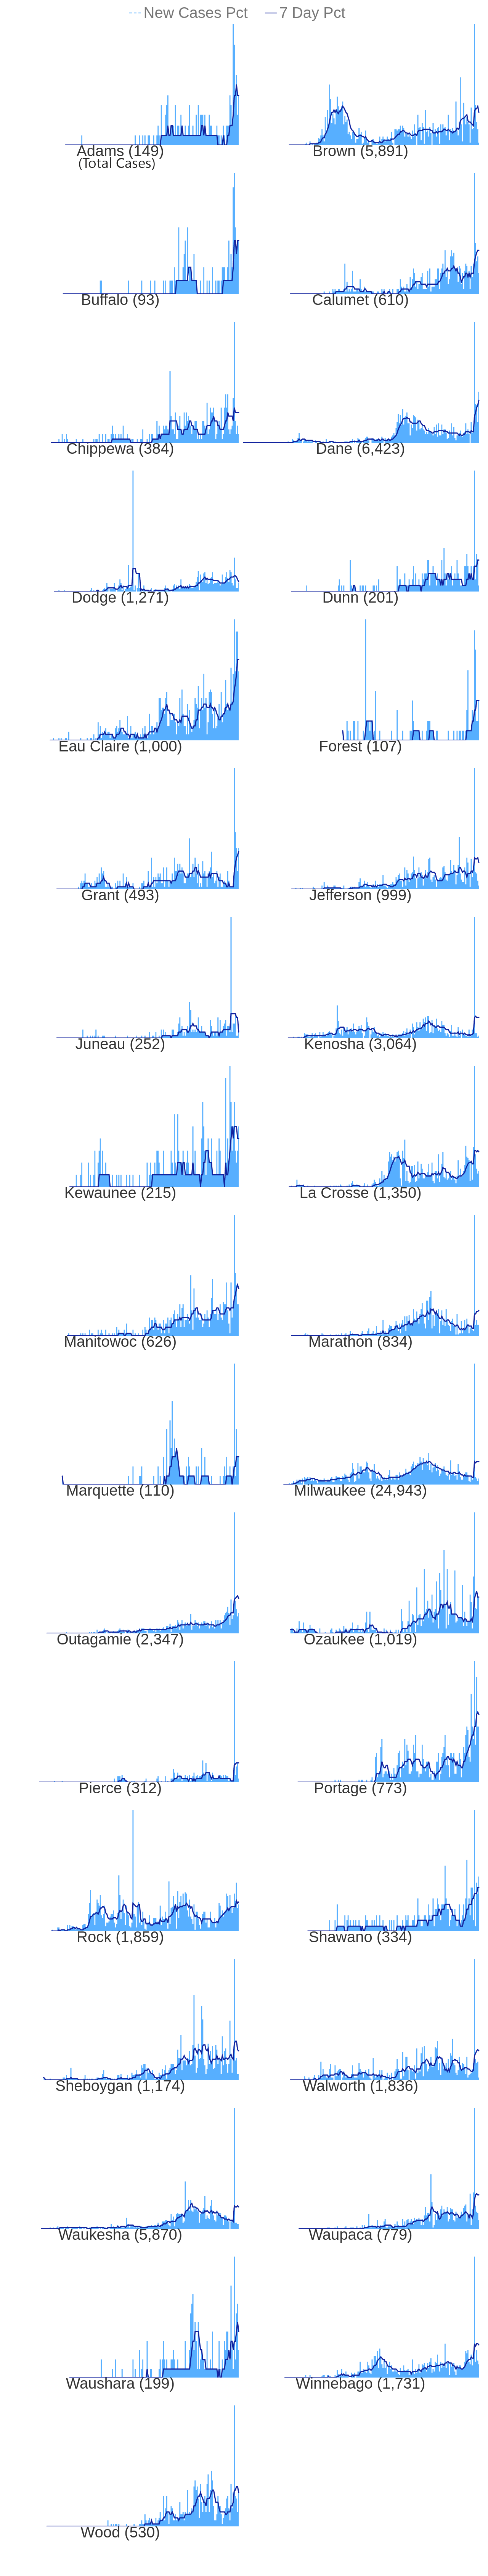 New Cases Pct 7 Day Pct
Adams (149) Brown (5,891)
(Total Cases)
Buffalo (93) Calumet (610)
Chippewa (384) Dane (6,423)
Dodge (1,271) Dunn (201)
Eau Claire (1,000) Forest (107)
Grant (493) Jefferson (999)
Juneau (252) Kenosha (3,064)
Kewaunee (215) La Crosse (1,350)
Manitowoc (626) Marathon (834)
Marquette (110) Milwaukee (24,943)
Outagamie (2,347) Ozaukee (1,019)
Pierce (312) Portage (773)
Rock (1,859) Shawano (334)
Sheboygan (1,174) Walworth (1,836)
Waukesha (5,870) Waupaca (779)
Waushara (199) Winnebago (1,731)
Wood (530)